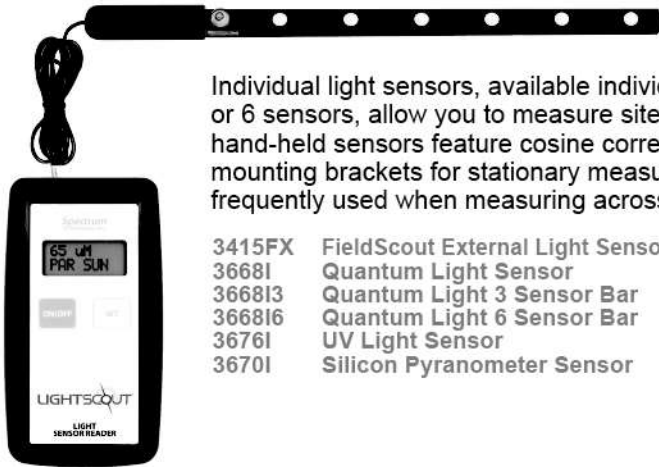 Individual light sensors, available individ
or 6 sensors, allow you to measure site
hand-held sensors feature cosine corre
mounting brackets for stationary measu
frequently used when measuring across
3415FX FieldScout External Light Senso
3668I Quantum Light Sensor
3668I3 Quantum Light 3 Sensor Bar
3668I6 Quantum Light 6 Sensor Bar
3676I UV Light Sensor
3670I Silicon Pyranometer Sensor
Spectrum
65 uM
PAR SUN
ON/OFF
SET
LIGHTSCOUT
LIGHT
SENSOR READER